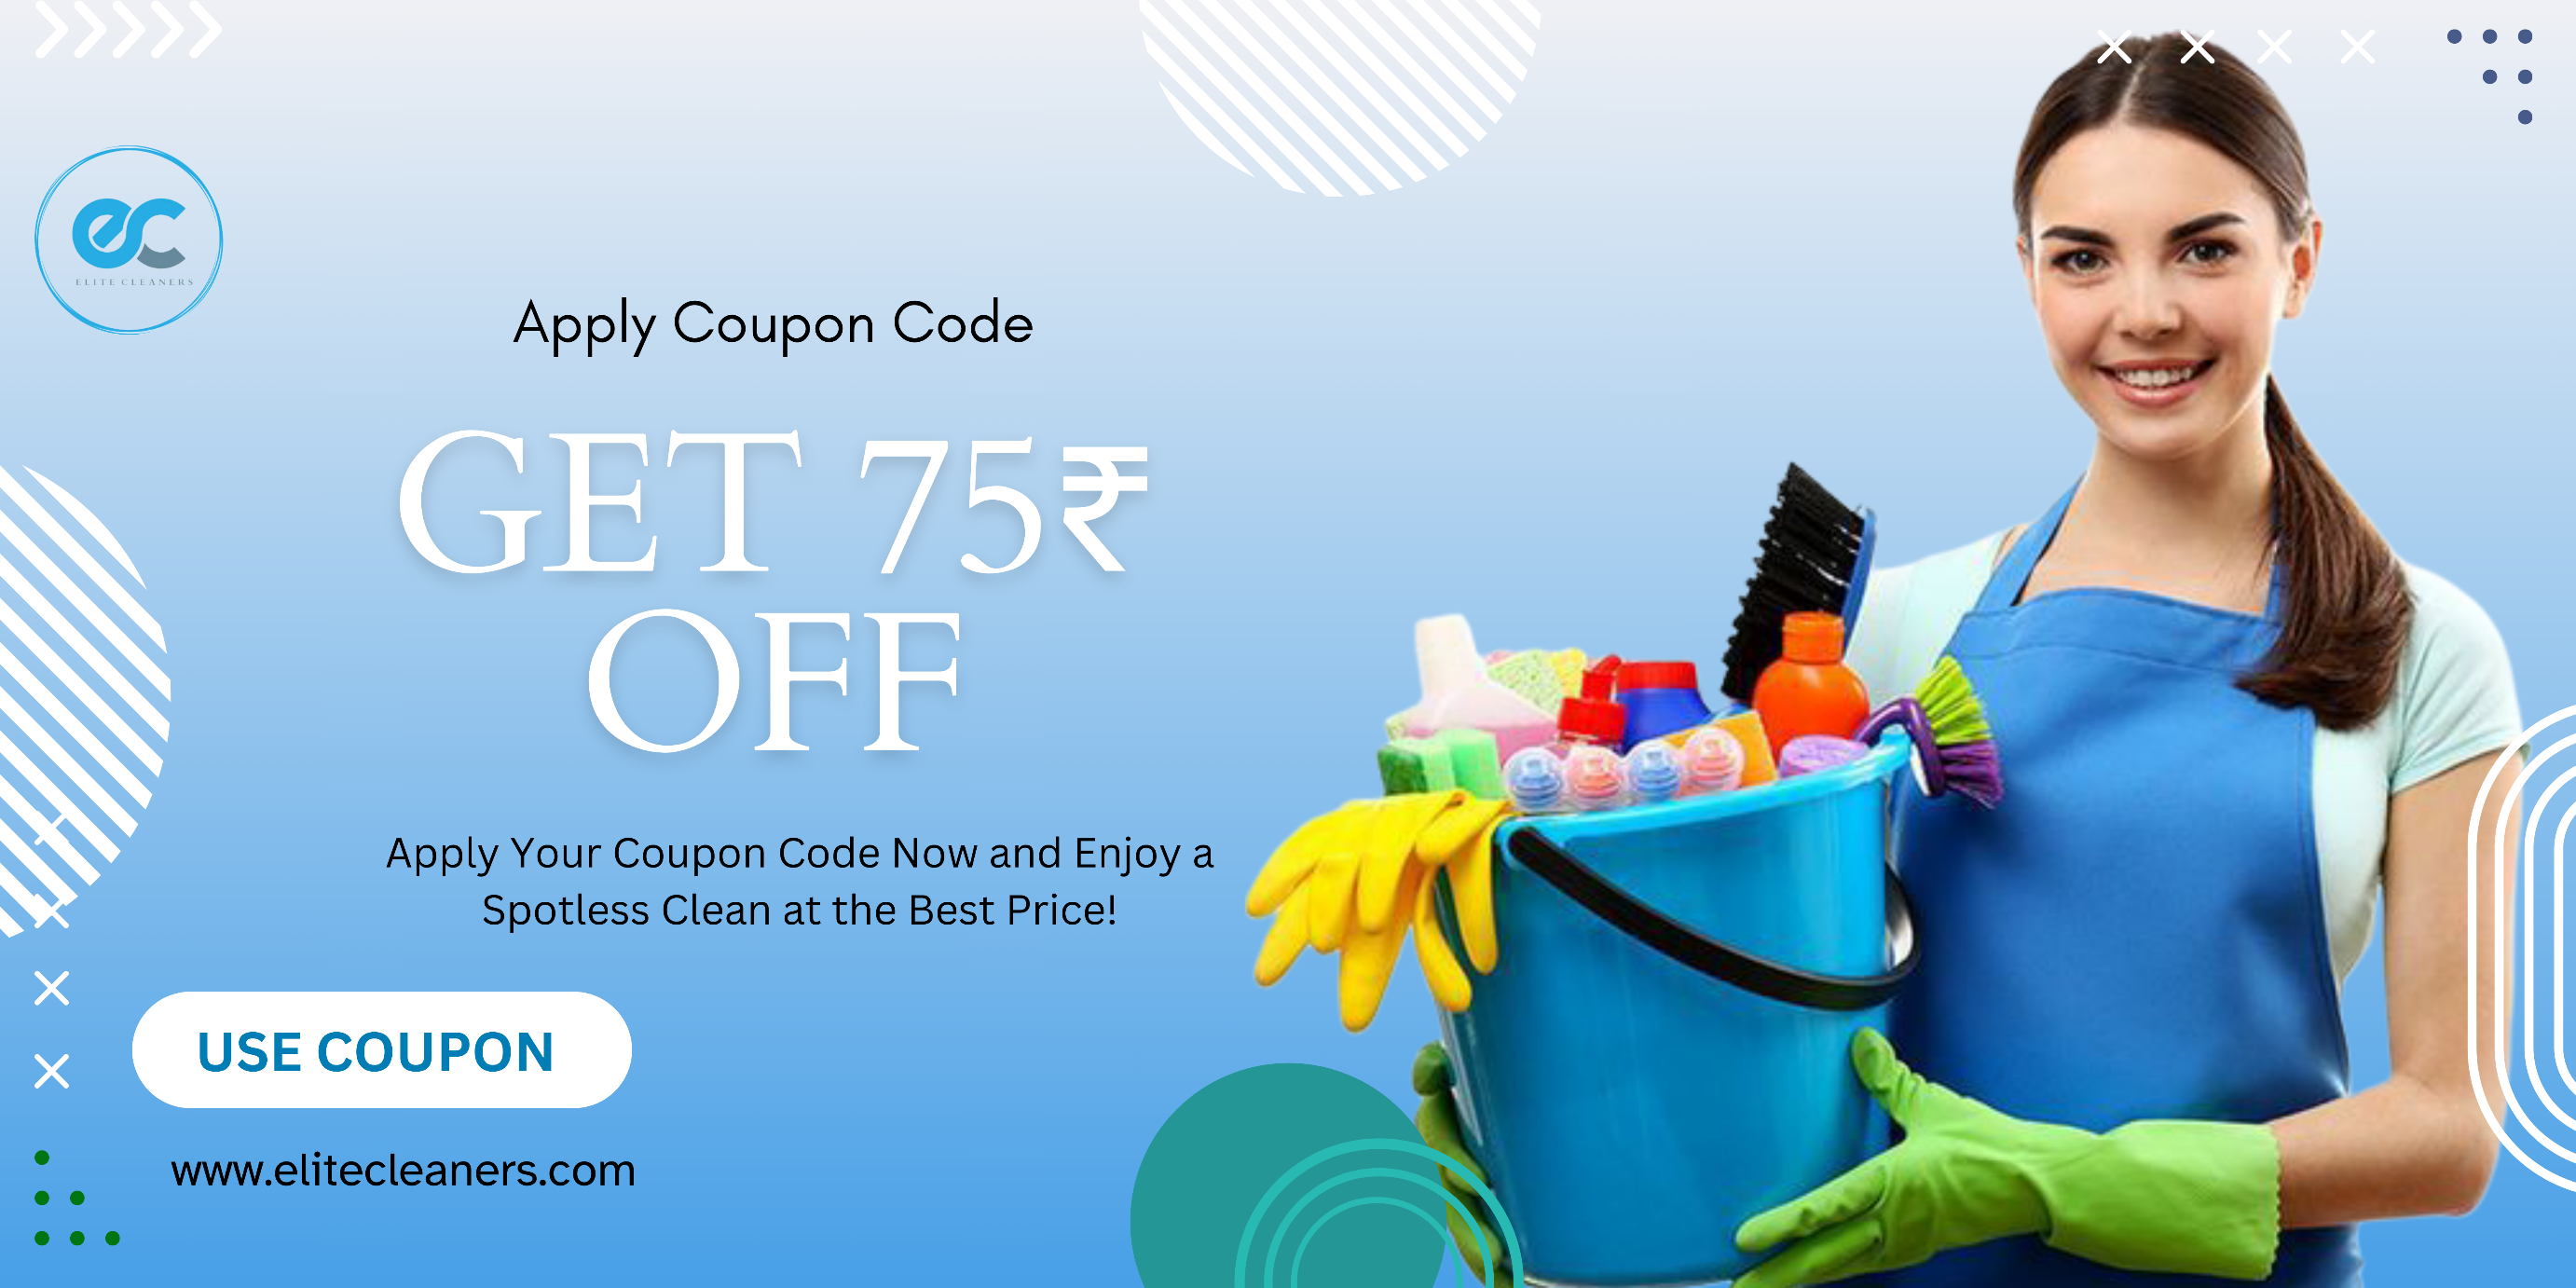 ec
ELITE CLEANERS
Apply Coupon Code
GET 75₹
OFF
Apply Your Coupon Code Now and Enjoy a
Spotless Clean at the Best Price!
USE COUPON
www.elitecleaners.com